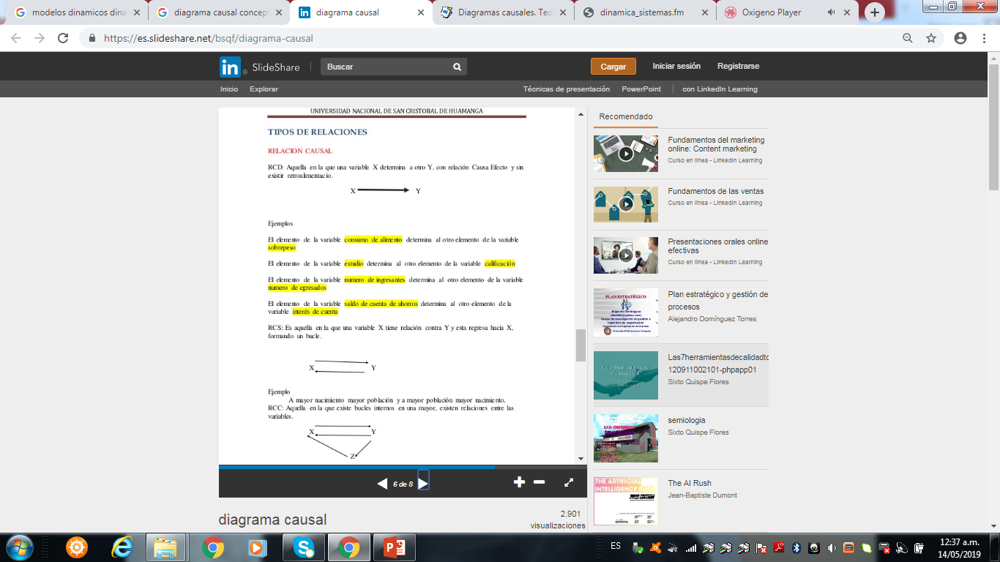 modelos dinamicos dina
diagrama causal concept
diagrama causal
Diagramas causales. Teo
dinamica_sistemas.fm
Oxigeno Player
https://es.slideshare.net/bsqf/diagrama-causal
in SlideShare
Buscar
Cargar
Iniciar sesión
Registrarse
Inicio
Explorar
Técnicas de presentación
PowerPoint
con LinkedIn Learning
UNIVERSIDAD NACIONAL DE SAN CRISTOBAL DE HUAMANGA
TIPOS DE RELACIONES
RELACION CAUSAL
RCD: Aquella en la que una variable X determina a otro Y, con relación Causa Efecto y sin
existir retroalimentacio.
X Y
Ejemplos
El elemento de la variable consumo de alimento determina al otro elemento de la variable
sobrepeso
El elemento de la variable estudio determina al otro elemento de la variable calificación
El elemento de la variable numero de ingresantes determina al otro elemento de la variable
numero de egresados
El elemento de la variable saldo de cuenta de ahorros determina al otro elemento de la
variable interés de cuenta
RCS: Es aquella en la que una variable X tiene relación contra Y y esta regresa hacia X,
formando un bucle.
X Y
Ejemplo
A mayor nacimiento mayor población y a mayor población mayor nacimiento.
RCC: Aquella en la que existe bucles internos en una mayor, existen relaciones entre las
variables.
X Y
Z
6 de 8
diagrama causal
2.901
visualizaciones
Recomendado
Fundamentos del marketing
online: Content marketing
Curso en línea - LinkedIn Learning
Fundamentos de las ventas
Curso en línea - LinkedIn Learning
Presentaciones orales online
efectivas
Curso en línea - LinkedIn Learning
PLAN ESTRATÉGICO
Plan estratégico y gestión de
procesos
Alejandro Domínguez Torres
Las7herramientasdecalidadto
120911002101-phpapp01
Sixto Quispe Flores
semiologia
Sixto Quispe Flores
THE ARTIFICIAL
INTELLIGENCE RUSH
2018 EDITION
The AI Rush
Jean-Baptiste Dumont
ES
12:37 a.m.
14/05/2019